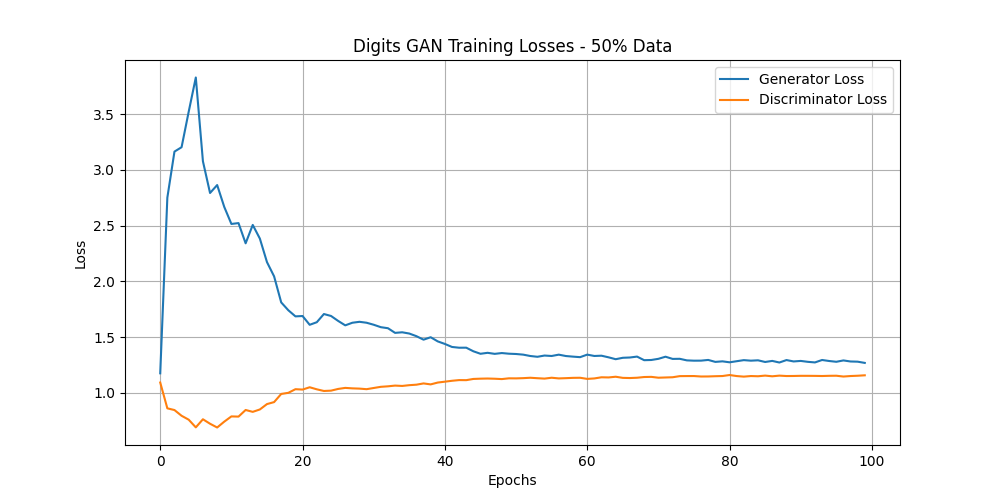 Digits GAN Training Losses - 50% Data
Generator Loss
Discriminator Loss
Loss
3.5
3.0
2.5
2.0
1.5
1.0
0
20
40
60
80
100
Epochs